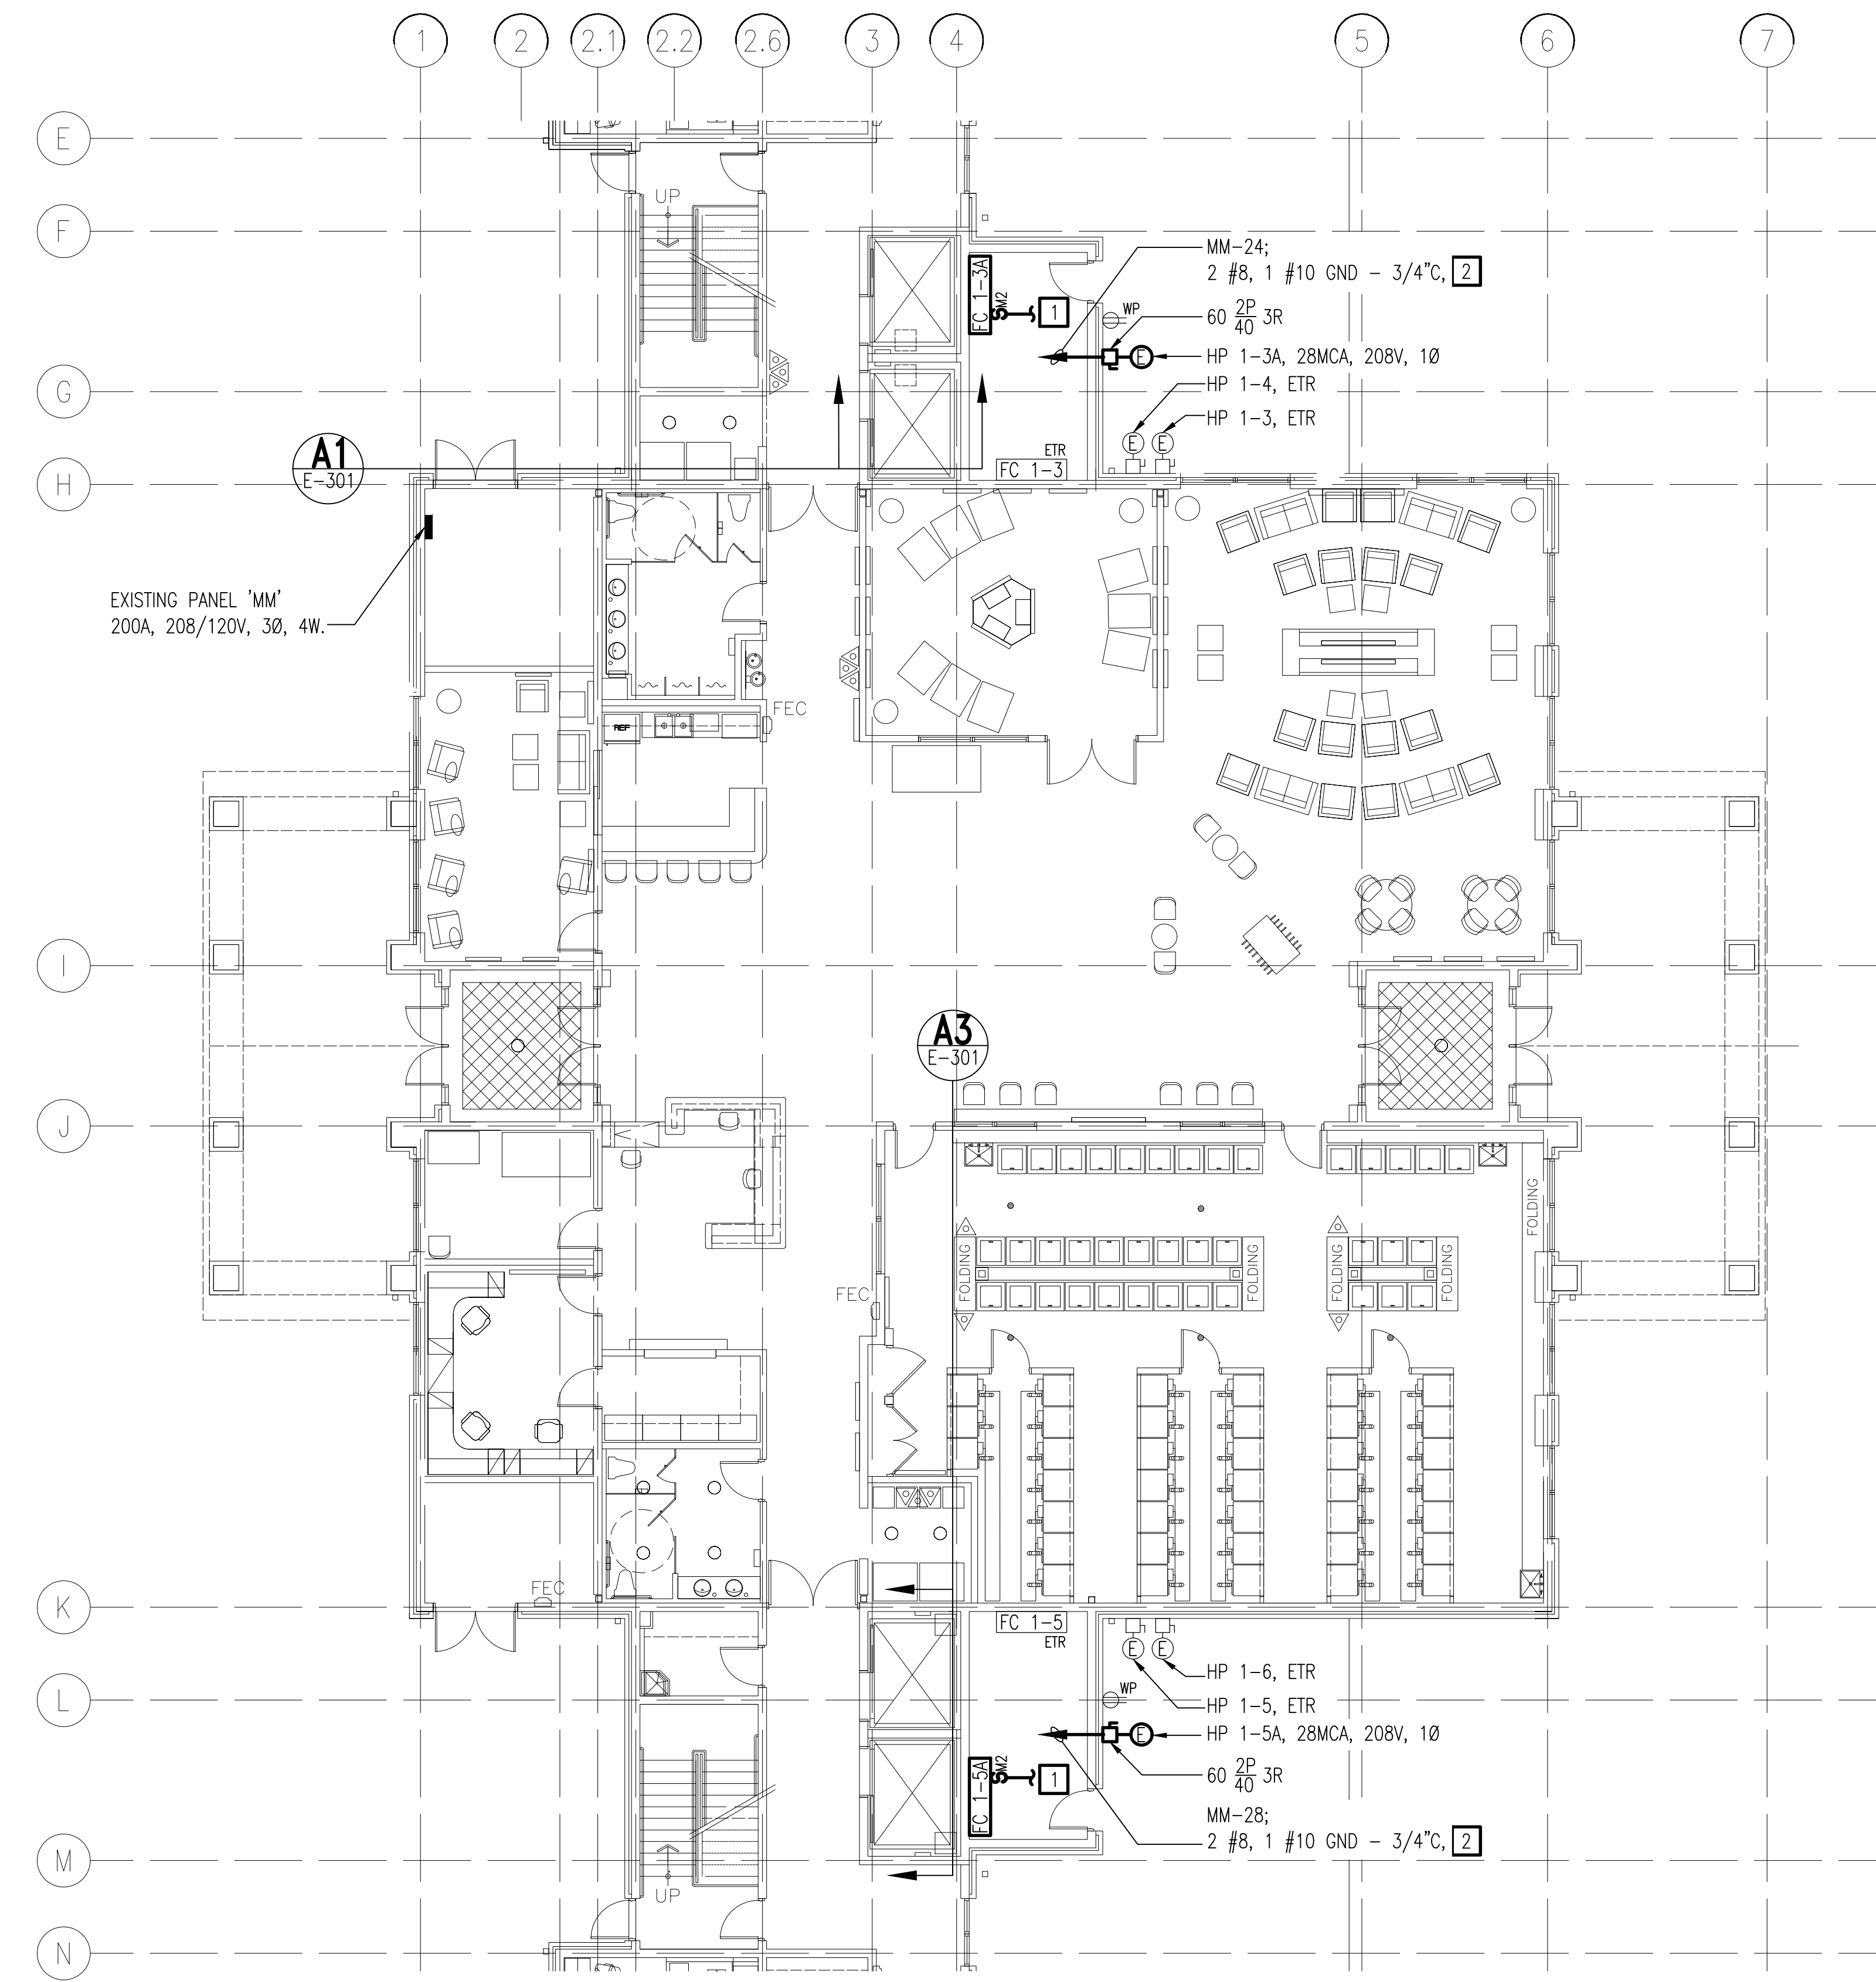 1
2
2.1
2.2
2.6
3
4
5
6
7
E
F
G
H
I
J
K
L
M
N
UP
FC 1-3A
SM2
1
MM-24;
2 #8, 1 #10 GND - 3/4"C, 2
WP
60 2P/40 3R
HP 1-3A, 28MCA, 208V, 1Ø
E
HP 1-4, ETR
HP 1-3, ETR
E
E
ETR
FC 1-3
A1
E-301
EXISTING PANEL 'MM'
200A, 208/120V, 3Ø, 4W.
REF
FEC
A3
E-301
FOLDING
FOLDING
FOLDING
FOLDING
FOLDING
FEC
FEC
FC 1-5
ETR
E
E
HP 1-6, ETR
HP 1-5, ETR
WP
E
HP 1-5A, 28MCA, 208V, 1Ø
60 2P/40 3R
FC 1-5A
SM2
1
MM-28;
2 #8, 1 #10 GND - 3/4"C, 2
UP